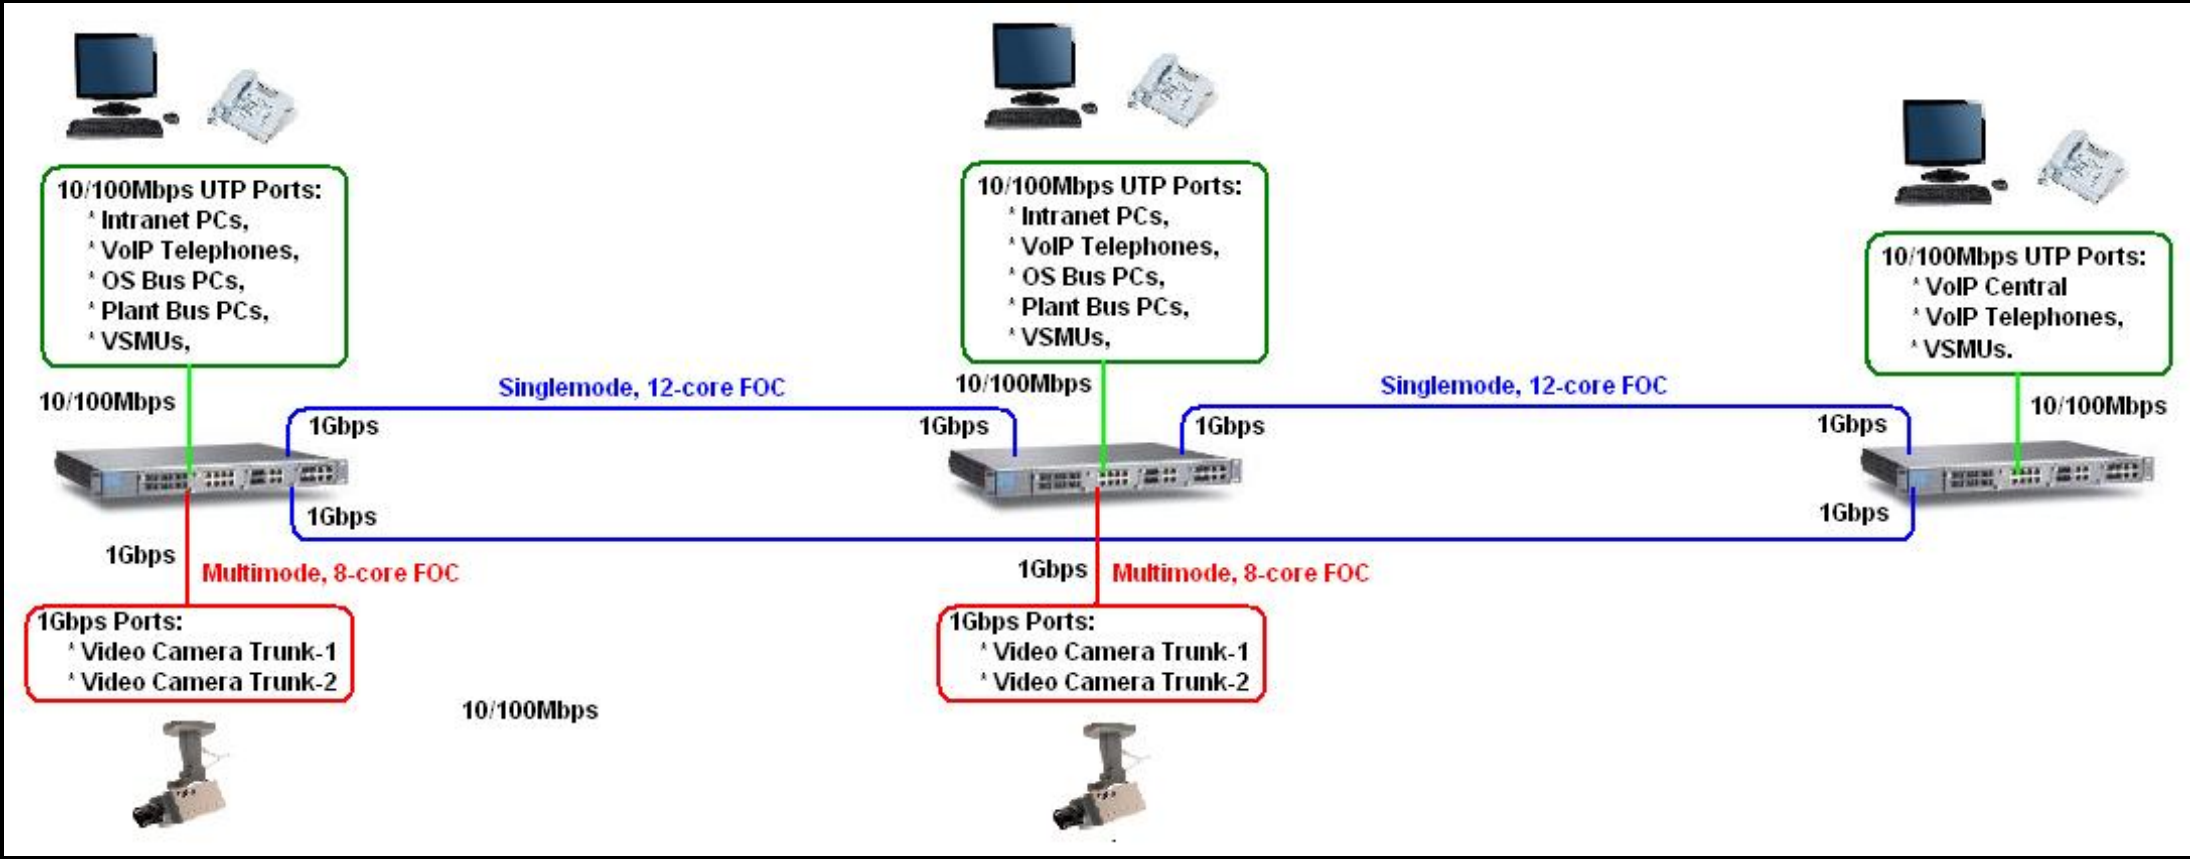 10/100Mbps UTP Ports:
* Intranet PCs,
* VoIP Telephones,
* OS Bus PCs,
* Plant Bus PCs,
* VSMUs,
10/100Mbps UTP Ports:
* Intranet PCs,
* VoIP Telephones,
* OS Bus PCs,
* Plant Bus PCs,
* VSMUs,
10/100Mbps UTP Ports:
* VoIP Central
* VoIP Telephones,
* VSMUs.
10/100Mbps
Singlemode, 12-core FOC
10/100Mbps
Singlemode, 12-core FOC
10/100Mbps
1Gbps
1Gbps
1Gbps
1Gbps
1Gbps
1Gbps
1Gbps
Multimode, 8-core FOC
1Gbps
Multimode, 8-core FOC
1Gbps Ports:
* Video Camera Trunk-1
* Video Camera Trunk-2
1Gbps Ports:
* Video Camera Trunk-1
* Video Camera Trunk-2
10/100Mbps